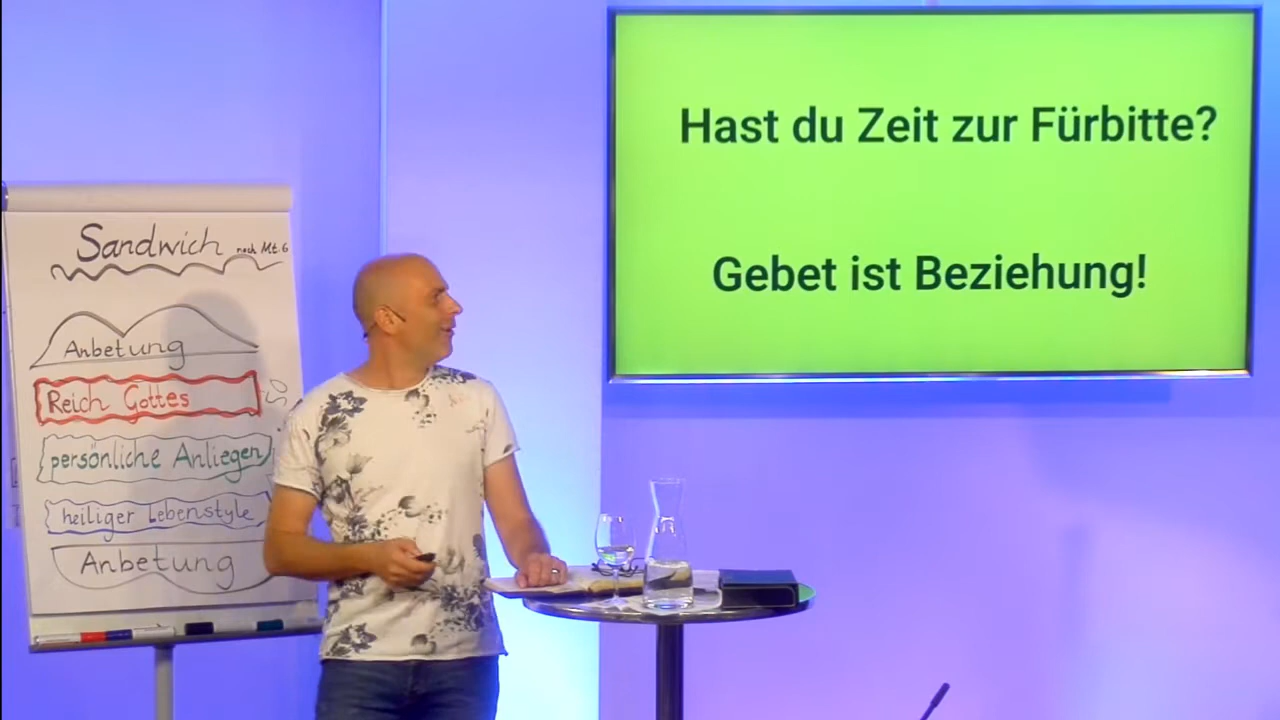 Sandwich nach Mt. 6
Anbetung
Reich Gottes
persönliche Anliegen
heiliger Lebenstyle
Anbetung
Hast du Zeit zur Fürbitte?
Gebet ist Beziehung!